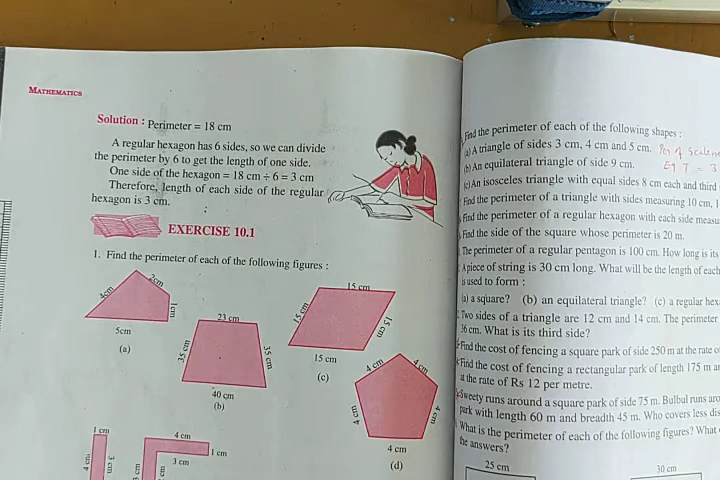 MATHEMATICS
Solution : Perimeter = 18 cm
A regular hexagon has 6 sides, so we can divide
the perimeter by 6 to get the length of one side.
One side of the hexagon = 18 cm ÷ 6 = 3 cm
Therefore, length of each side of the regular
hexagon is 3 cm.
EXERCISE 10.1
1. Find the perimeter of each of the following figures :
4cm
2cm
1cm
5cm
(a)
23 cm
35 cm
35 cm
40 cm
(b)
15 cm
15 cm
15 cm
15 cm
(c)
4 cm
4 cm
4 cm
4 cm
4 cm
(d)
1 cm
4 cm
3 cm
4 cm
1 cm
3 cm
3 cm
cm
Find the perimeter of each of the following shapes :
(a) A triangle of sides 3 cm, 4 cm and 5 cm.
(b) An equilateral triangle of side 9 cm.
Eq T = 3
(c) An isosceles triangle with equal sides 8 cm each and third
Find the perimeter of a triangle with sides measuring 10 cm,
Find the perimeter of a regular hexagon with each side
Find the side of the square whose perimeter is 20 m.
The perimeter of a regular pentagon is 100 cm. How long is its
A piece of string is 30 cm long. What will be the length of each
is used to form :
(a) a square? (b) an equilateral triangle? (c) a regular
Two sides of a triangle are 12 cm and 14 cm. The perimeter
36 cm. What is its third side?
Find the cost of fencing a square park of side 250 m at the rate
Find the cost of fencing a rectangular park of length 175 m
at the rate of Rs 12 per metre.
Sweety runs around a square park of side 75 m. Bulbul runs
park with length 60 m and breadth 45 m. Who covers less
What is the perimeter of each of the following figures? What
the answers?
25 cm
30 cm